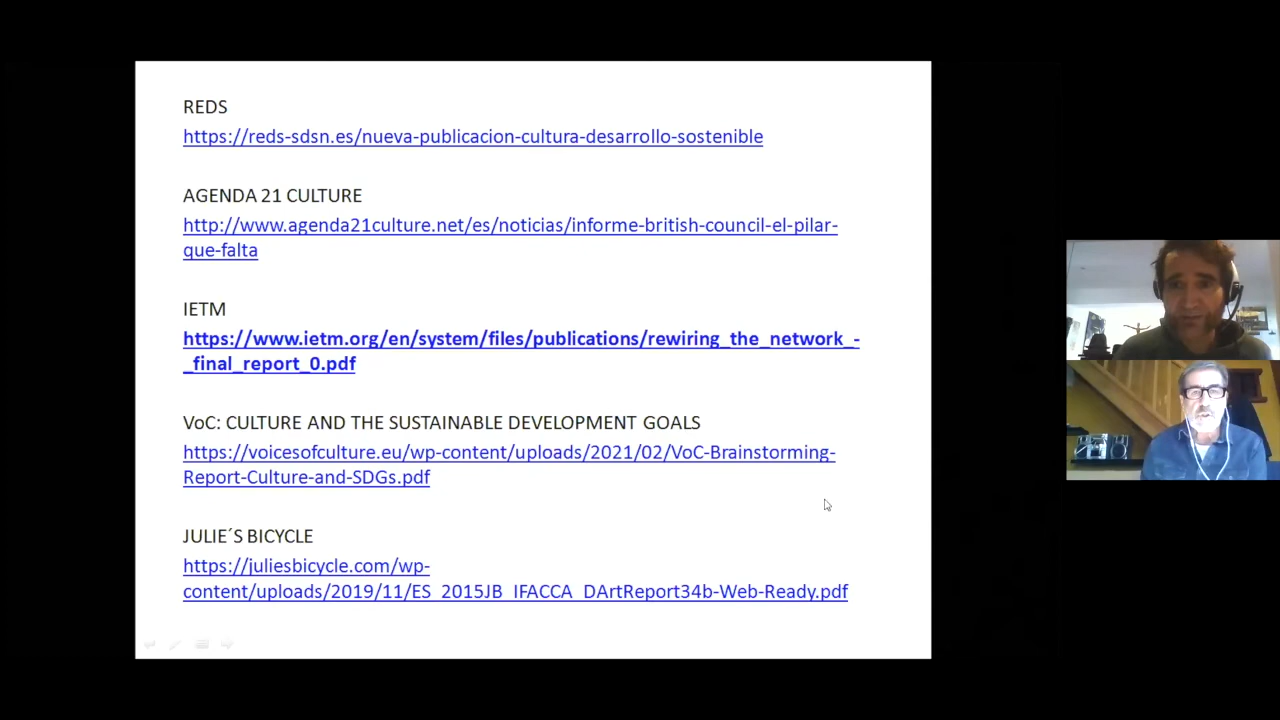 REDS
https://reds-sdsn.es/nueva-publicacion-cultura-desarrollo-sostenible
AGENDA 21 CULTURE
http://www.agenda21culture.net/es/noticias/informe-british-council-el-pilar-
que-falta
IETM
https://www.ietm.org/en/system/files/publications/rewiring_the_network_-
_final_report_0.pdf
VoC: CULTURE AND THE SUSTAINABLE DEVELOPMENT GOALS
https://voicesofculture.eu/wp-content/uploads/2021/02/VoC-Brainstorming-
Report-Culture-and-SDGs.pdf
JULIE´S BICYCLE
https://juliesbicycle.com/wp-
content/uploads/2019/11/ES_2015JB_IFACCA_DArtReport34b-Web-Ready.pdf